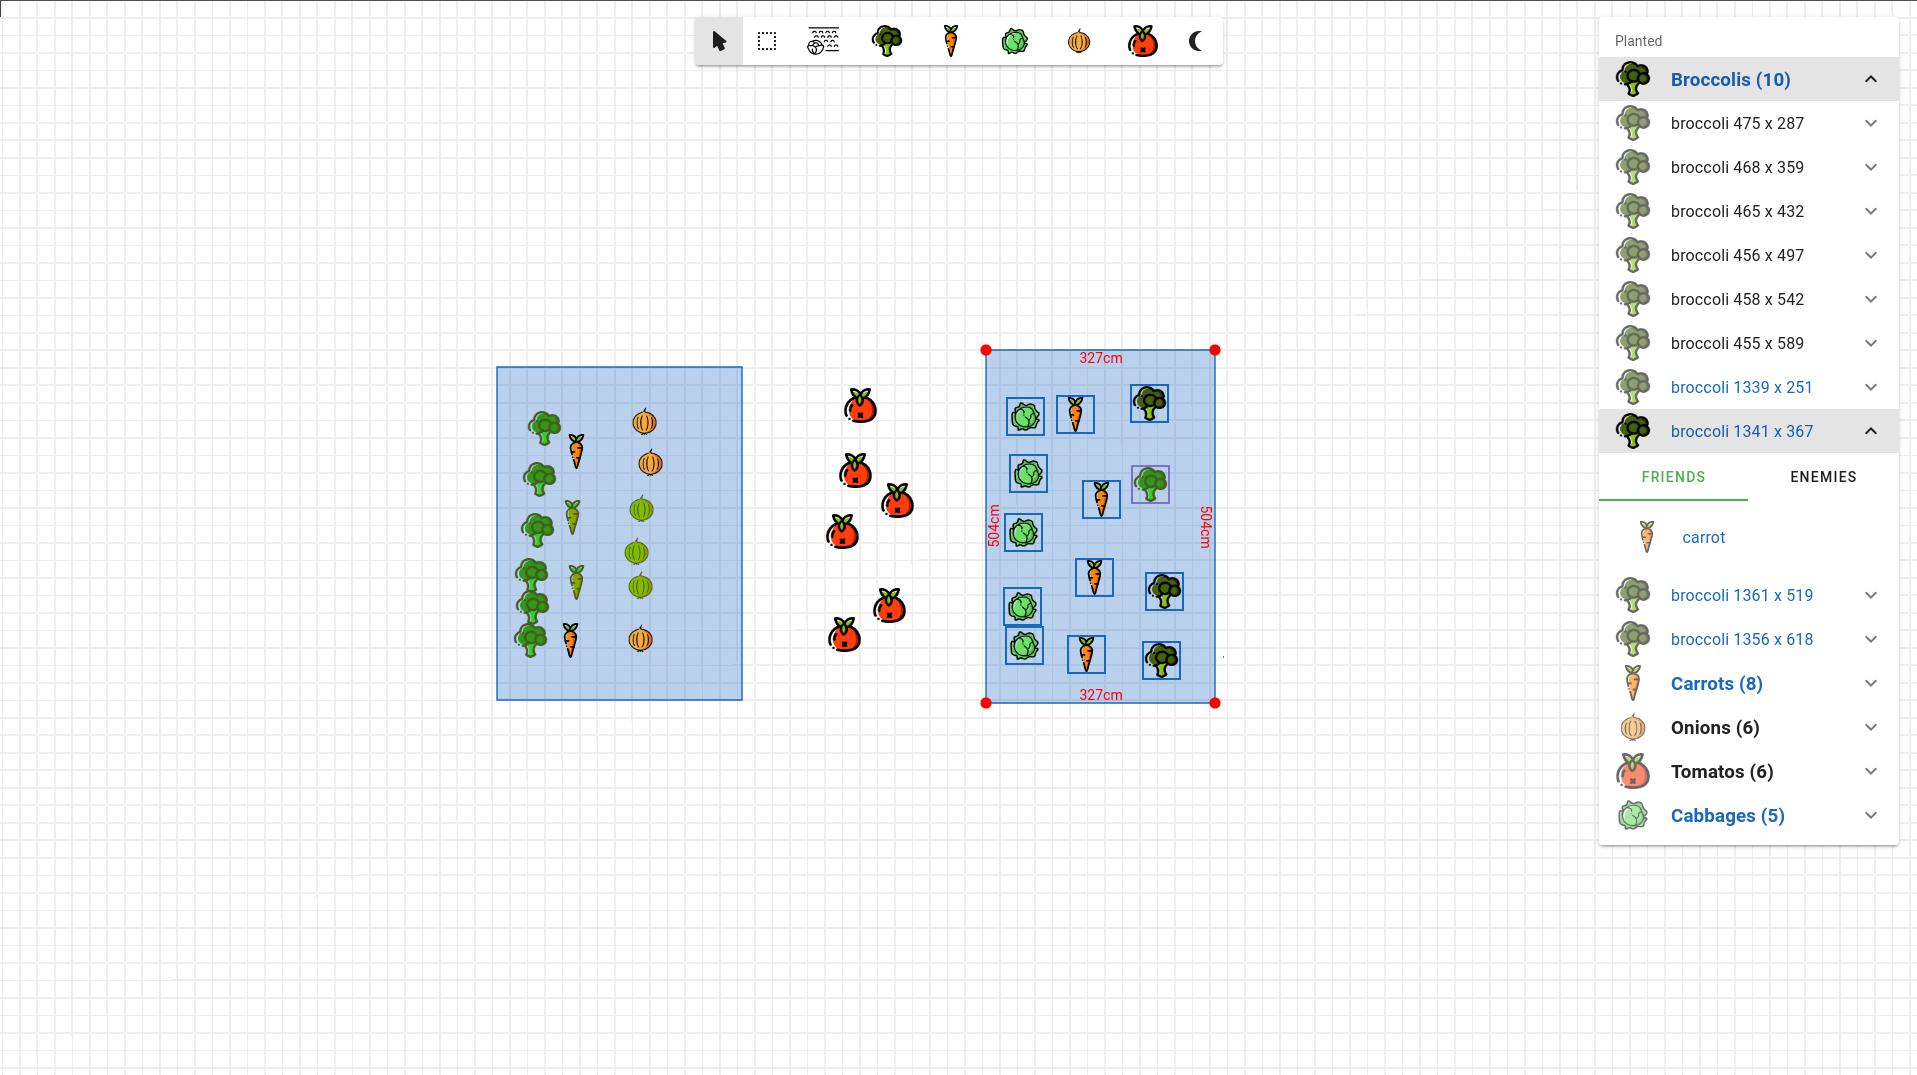 Planted
Broccolis (10)
broccoli 475 x 287
broccoli 468 x 359
broccoli 465 x 432
broccoli 456 x 497
broccoli 458 x 542
broccoli 455 x 589
broccoli 1339 x 251
broccoli 1341 x 367
FRIENDS ENEMIES
carrot
broccoli 1361 x 519
broccoli 1356 x 618
Carrots (8)
Onions (6)
Tomatos (6)
Cabbages (5)
327cm
504cm
504cm
327cm